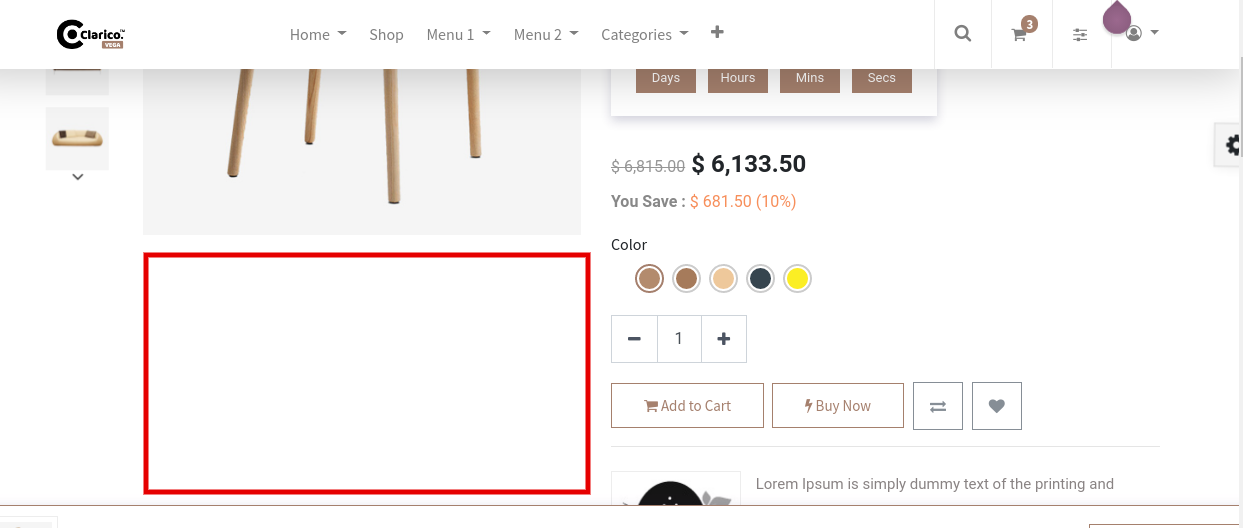 Clarico.™
VEGA
Home
Shop
Menu 1
Menu 2
Categories
3
Days
Hours
Mins
Secs
$ 6,815.00 $ 6,133.50
You Save : $ 681.50 (10%)
Color
1
Add to Cart
Buy Now
Lorem Ipsum is simply dummy text of the printing and